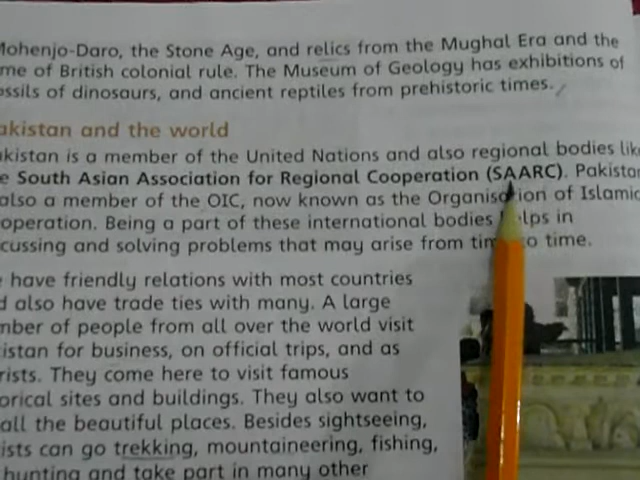 Mohenjo-Daro, the Stone Age, and relics from the Mughal Era and the
me of British colonial rule. The Museum of Geology has exhibitions of
ossils of dinosaurs, and ancient reptiles from prehistoric times.
akistan and the world
akistan is a member of the United Nations and also regional bodies lik
e South Asian Association for Regional Cooperation (SAARC). Pakistan
also a member of the OIC, now known as the Organisation of Islamic
operation. Being a part of these international bodies helps in
cussing and solving problems that may arise from time to time.
e have friendly relations with most countries
d also have trade ties with many. A large
mber of people from all over the world visit
istan for business, on official trips, and as
rists. They come here to visit famous
orical sites and buildings. They also want to
all the beautiful places. Besides sightseeing,
ists can go trekking, mountaineering, fishing,
hunting and take part in many other